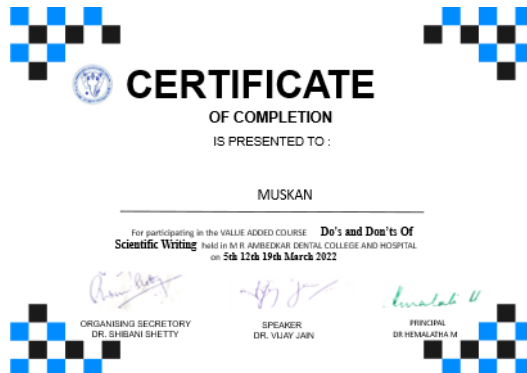 CERTIFICATE
OF COMPLETION
IS PRESENTED TO :
MUSKAN
For participating in the VALUE ADDED COURSE Do's and Don'ts Of
Scientific Writing held in M R AMBEDKAR DENTAL COLLEGE AND HOSPITAL
on 5th 12th 19th March 2022
ORGANISING SECRETORY
DR. SHIBANI SHETTY
SPEAKER
DR. VIJAY JAIN
Hemalatha M
PRINCIPAL
DR HEMALATHA M